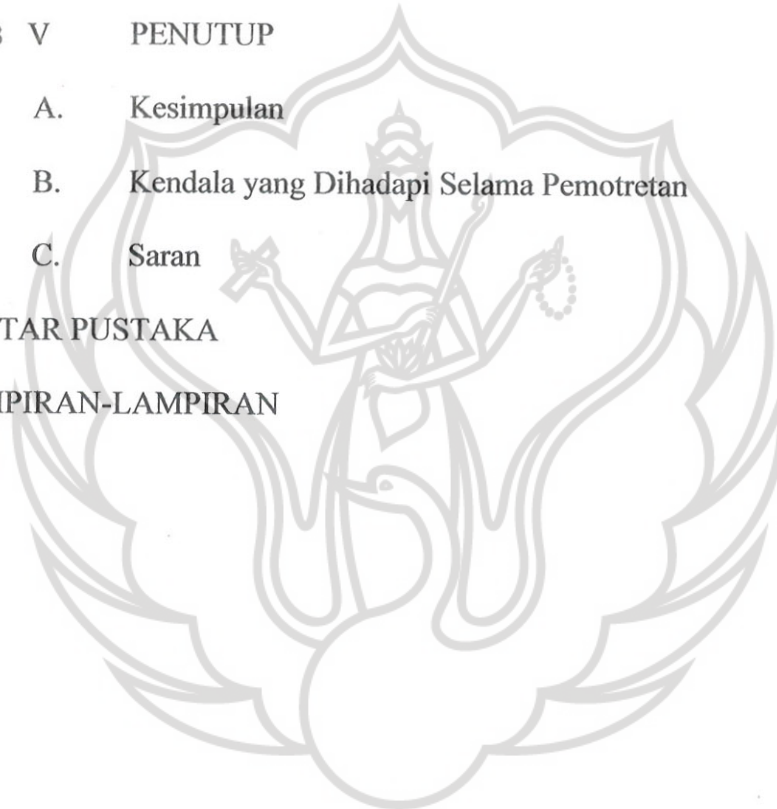 V PENUTUP
A. Kesimpulan
B. Kendala yang Dihadapi Selama Pemotretan
C. Saran
TAR PUSTAKA
PIRAN-LAMPIRAN